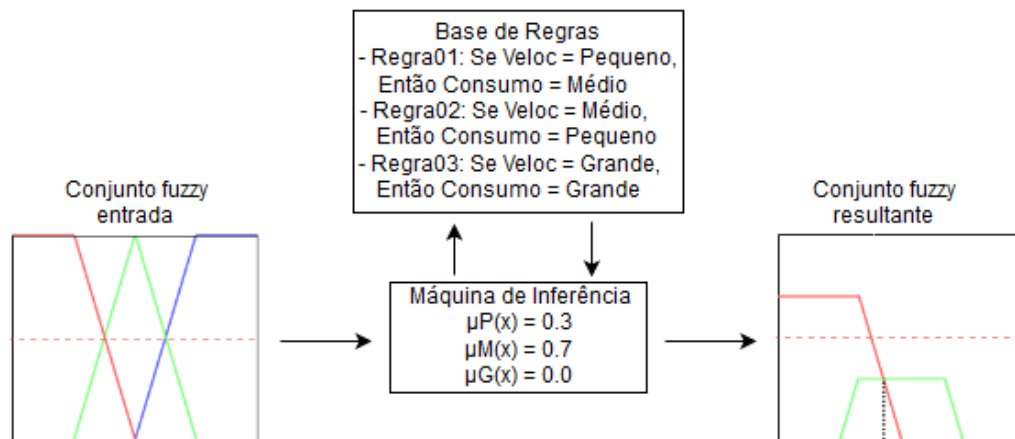 Base de Regras
- Regra01: Se Veloc = Pequeno,
Então Consumo = Médio
- Regra02: Se Veloc = Médio,
Então Consumo = Pequeno
- Regra03: Se Veloc = Grande,
Então Consumo = Grande
Conjunto fuzzy
entrada
Máquina de Inferência
µP(x) = 0.3
µM(x) = 0.7
µG(x) = 0.0
Conjunto fuzzy
resultante